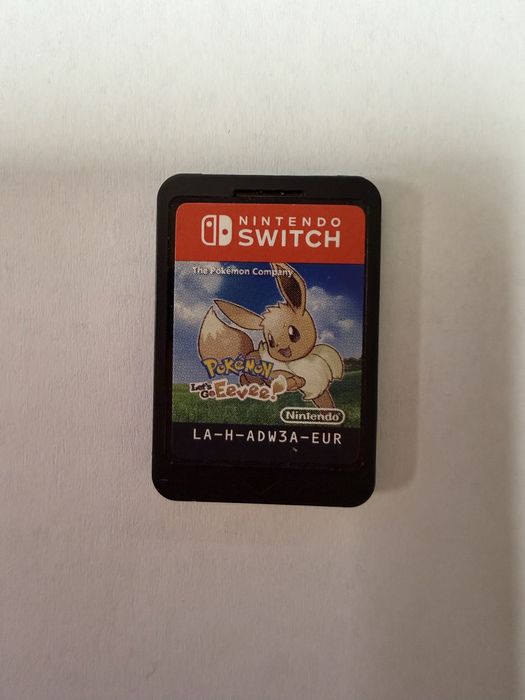 NINTENDO
SWITCH
The Pokémon Company
POKÉMON
Let's
Go Eevee!
Nintendo
LA-H-ADW3A-EUR